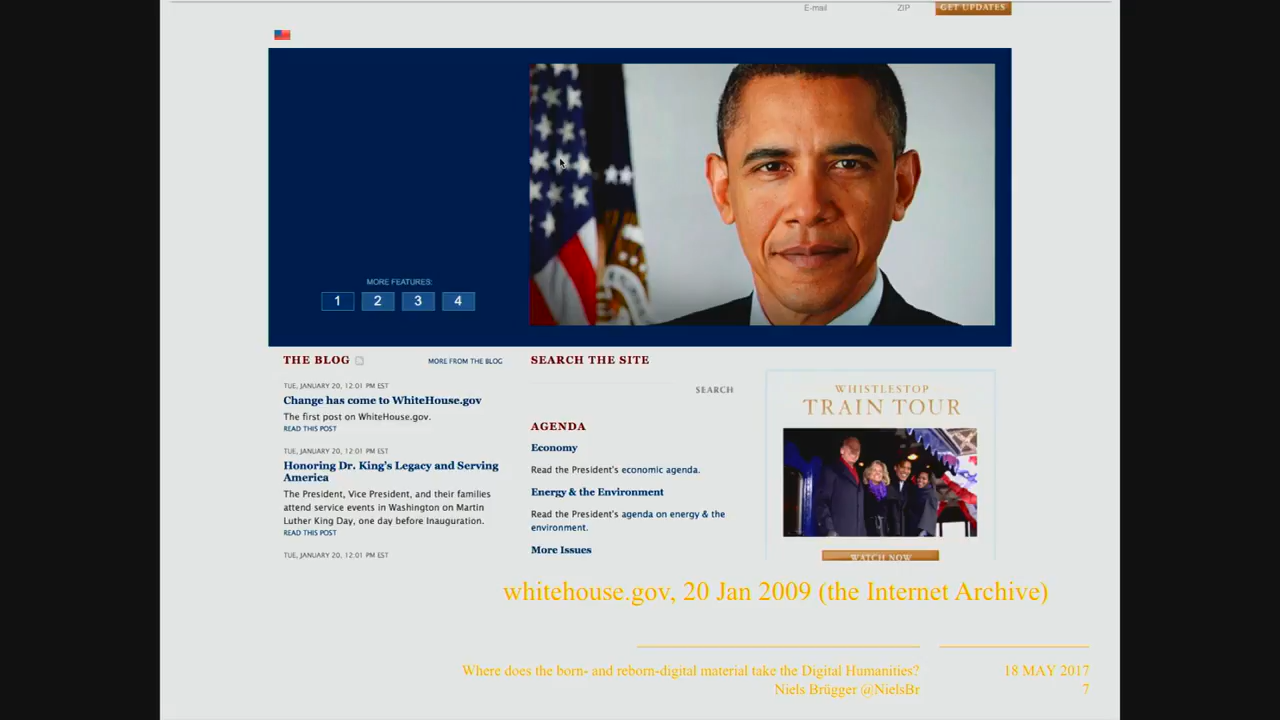 E-mail ZIP GET UPDATES
MORE FEATURES:
1 2 3 4
THE BLOG MORE FROM THE BLOG
TUE, JANUARY 20, 12:01 PM EST
Change has come to WhiteHouse.gov
The first post on WhiteHouse.gov.
READ THIS POST
TUE, JANUARY 20, 12:01 PM EST
Honoring Dr. King's Legacy and Serving
America
The President, Vice President, and their families
attend service events in Washington on Martin
Luther King Day, one day before Inauguration.
READ THIS POST
TUE, JANUARY 20, 12:01 PM EST
SEARCH THE SITE
SEARCH
AGENDA
Economy
Read the President's economic agenda.
Energy & the Environment
Read the President's agenda on energy & the
environment.
More Issues
WHISTLESTOP
TRAIN TOUR
WATCH NOW
whitehouse.gov, 20 Jan 2009 (the Internet Archive)
Where does the born- and reborn-digital material take the Digital Humanities?
Niels Brügger @NielsBr
18 MAY 2017
7